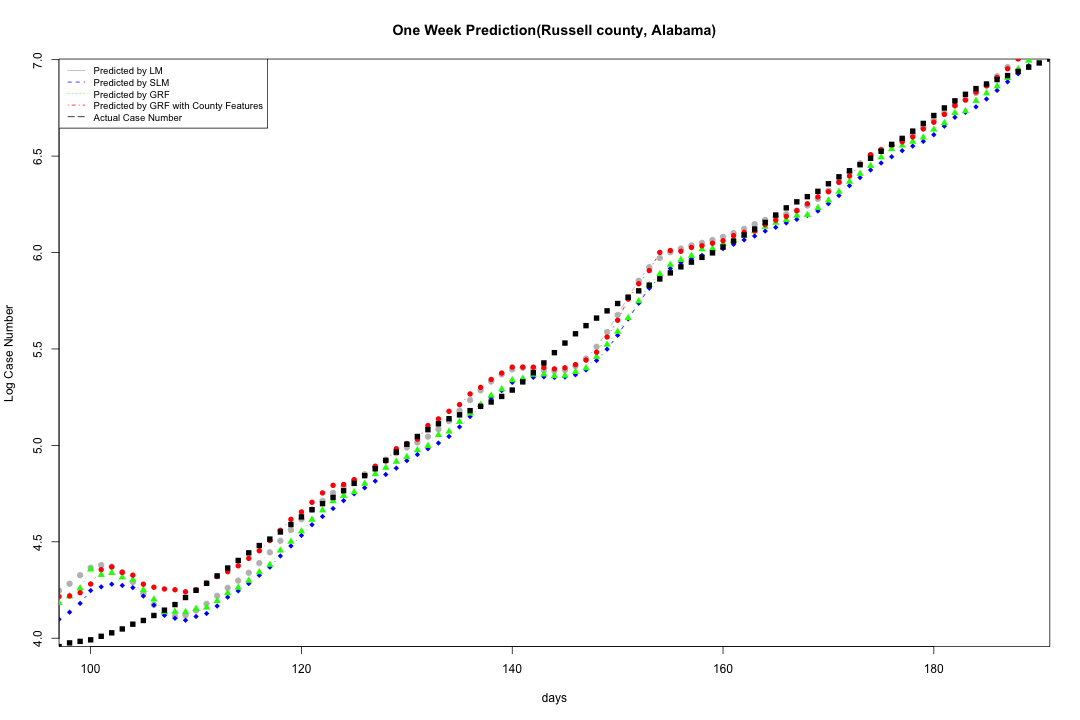 One Week Prediction(Russell county, Alabama)
Predicted by LM
Predicted by SLM
Predicted by GRF
Predicted by GRF with County Features
Actual Case Number
Log Case Number
7.0
6.5
6.0
5.5
5.0
4.5
4.0
100 120 140 160 180
days